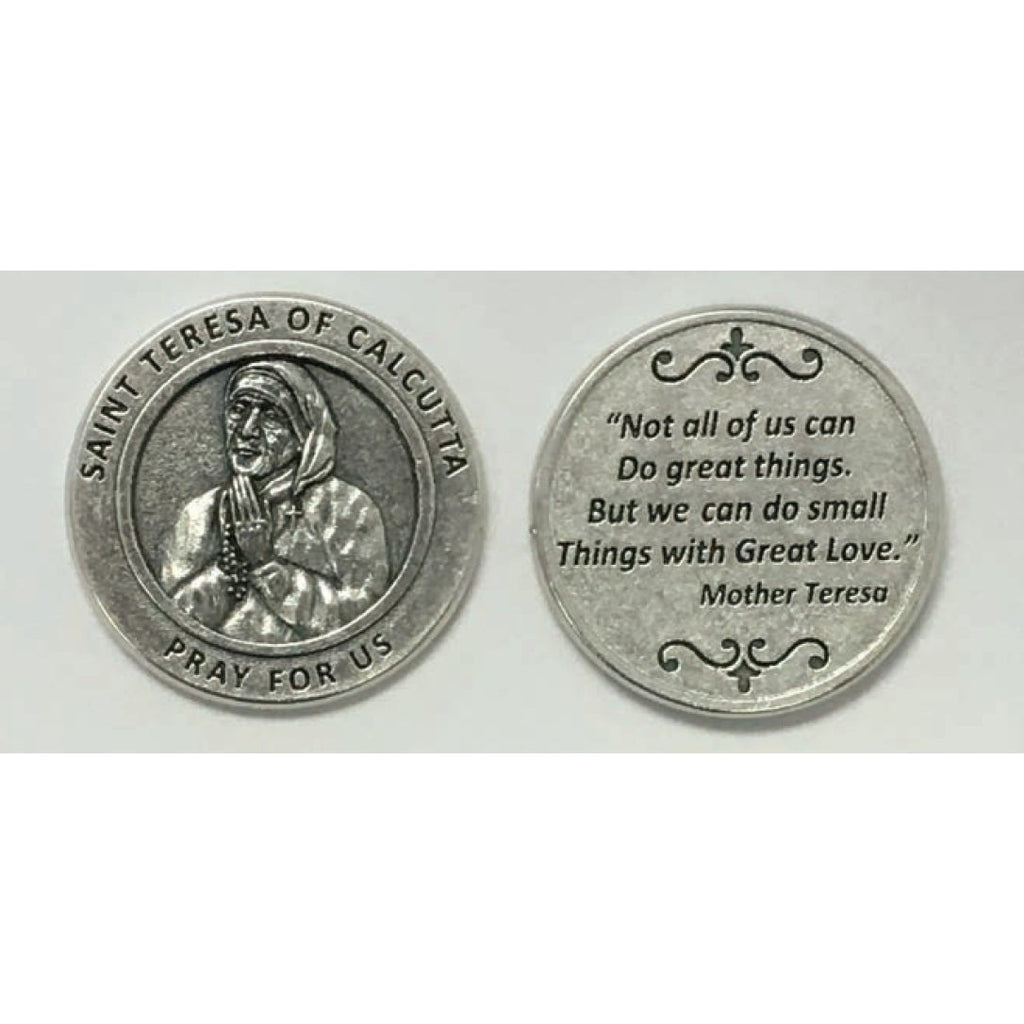 SAINT TERESA OF CALCUTTA
PRAY FOR US
“Not all of us can
Do great things.
But we can do small
Things with Great Love.”
Mother Teresa